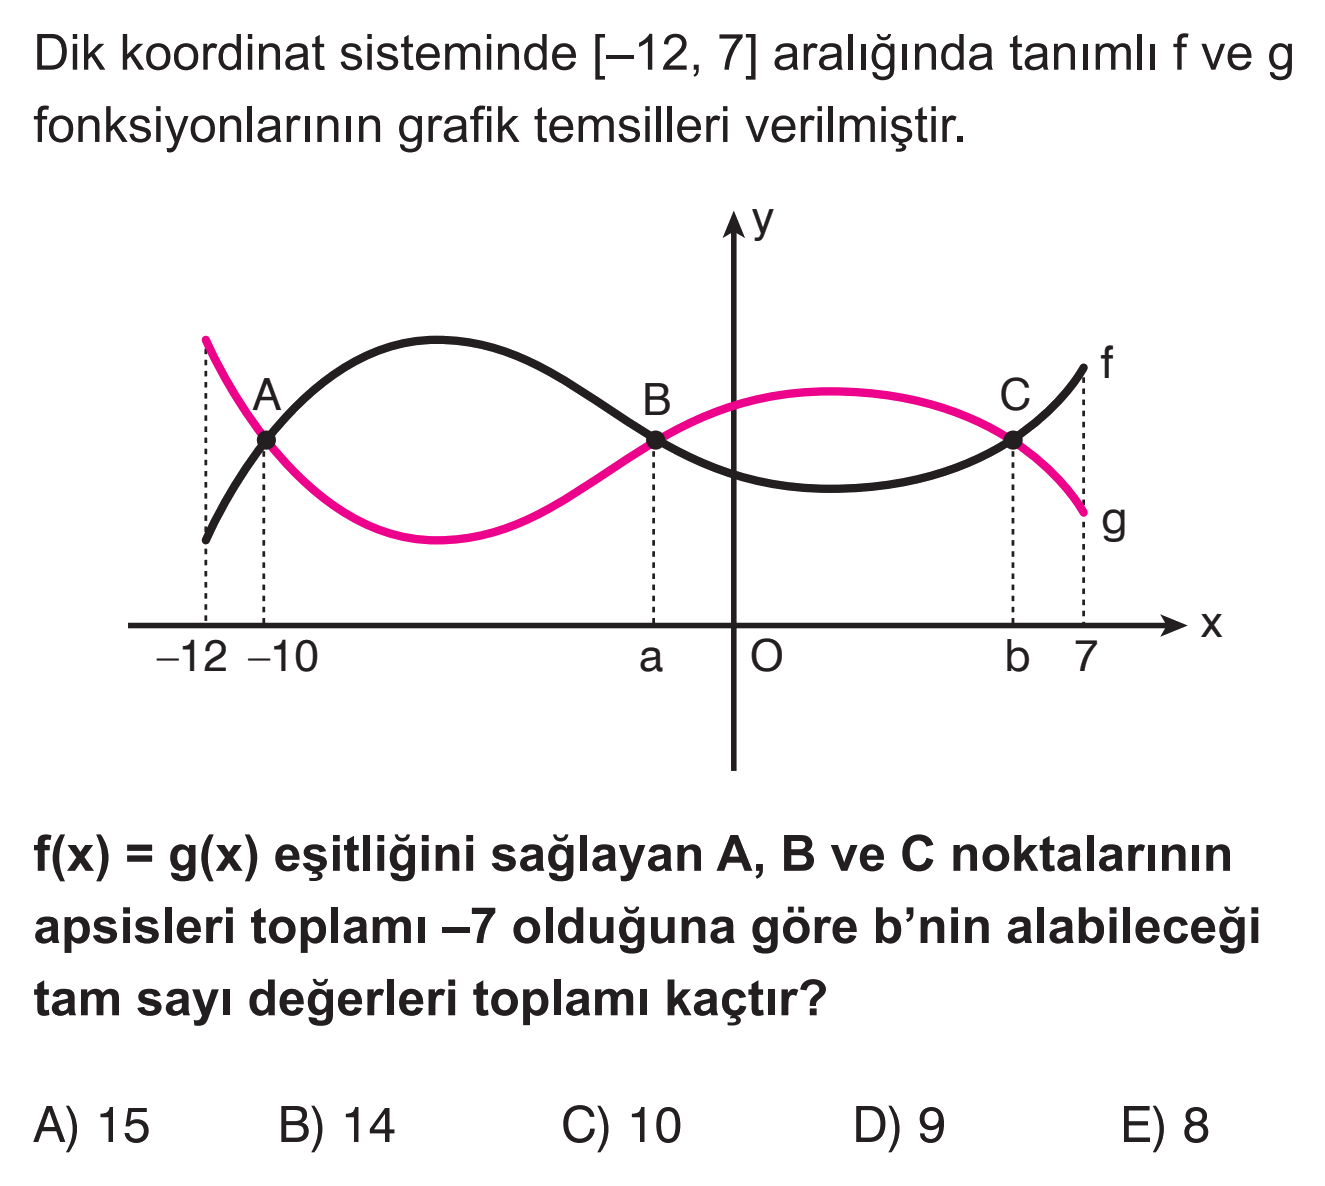 Dik koordinat sisteminde [–12, 7] aralığında tanımlı f ve g
fonksiyonlarının grafik temsilleri verilmiştir.
y
A
B
C
f
g
x
–12 –10 a O b 7
f(x) = g(x) eşitliğini sağlayan A, B ve C noktalarının
apsisleri toplamı –7 olduğuna göre b’nin alabileceği
tam sayı değerleri toplamı kaçtır?
A) 15 B) 14 C) 10 D) 9 E) 8